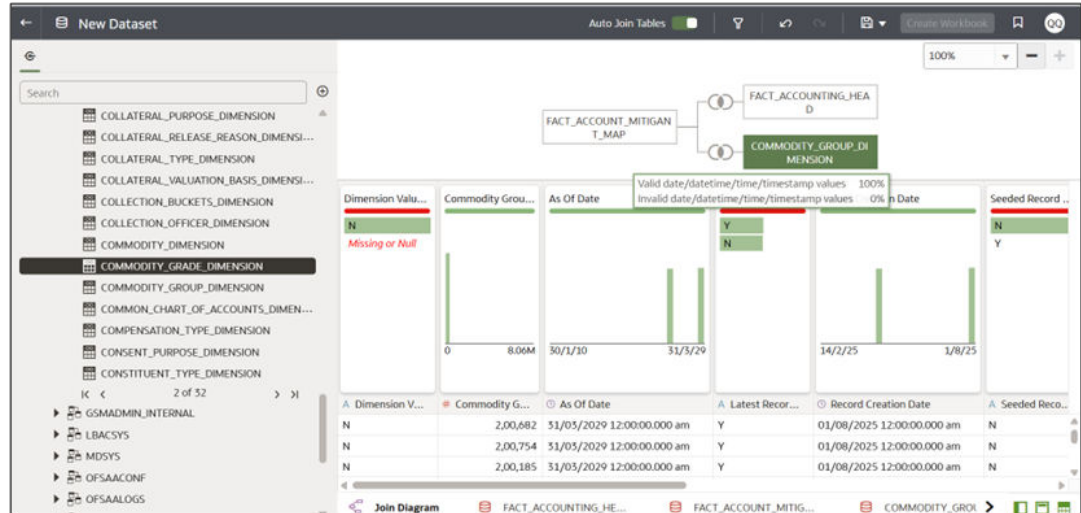 New Dataset
Auto Join Tables
Create Workbook
QQ
100%
Search
COLLATERAL_PURPOSE_DIMENSION
COLLATERAL_RELEASE_REASON_DIMENSI...
COLLATERAL_TYPE_DIMENSION
COLLATERAL_VALUATION_BASIS_DIMENSI...
COLLECTION_BUCKETS_DIMENSION
COLLECTION_OFFICER_DIMENSION
COMMODITY_DIMENSION
COMMODITY_GRADE_DIMENSION
COMMODITY_GROUP_DIMENSION
COMMON_CHART_OF_ACCOUNTS_DIMEN...
COMPENSATION_TYPE_DIMENSION
CONSENT_PURPOSE_DIMENSION
CONSTITUENT_TYPE_DIMENSION
2 of 32
GSMADMIN_INTERNAL
LBACSYS
MDSYS
OFSAACONF
OFSAALOGS
FACT_ACCOUNT_MITIGAN
T_MAP
FACT_ACCOUNTING_HEA
D
COMMODITY_GROUP_DI
MENSION
Valid date/datetime/time/timestamp values 100%
Invalid date/datetime/time/timestamp values 0%
Dimension Valu... Commodity Grou... As Of Date n Date Seeded Record ..
N Y N
Missing or Null N Y
0 8.06M 30/1/10 31/3/29 14/2/25 1/8/25
A Dimension V... # Commodity G... As Of Date A Latest Recor... Record Creation Date A Seeded Reco...
N 2,00,682 31/03/2029 12:00:00.000 am Y 01/08/2025 12:00:00.000 am N
N 2,00,754 31/03/2029 12:00:00.000 am Y 01/08/2025 12:00:00.000 am N
N 2,00,185 31/03/2029 12:00:00.000 am Y 01/08/2025 12:00:00.000 am N
Join Diagram FACT_ACCOUNTING_HE... FACT_ACCOUNT_MITIG... COMMODITY_GROU